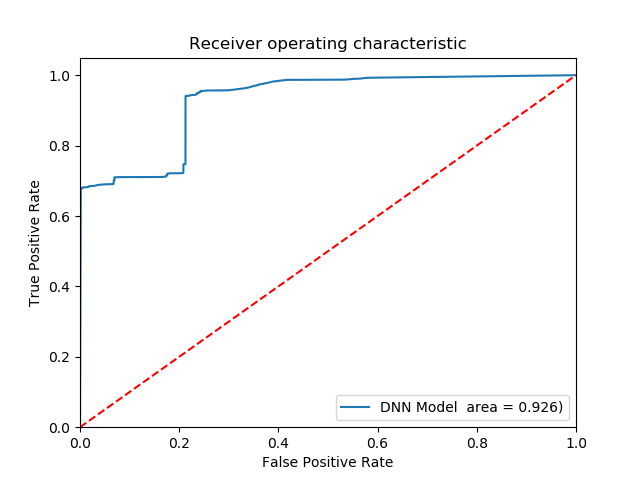 Receiver operating characteristic
True Positive Rate
1.0
0.8
0.6
0.4
0.2
0.0
0.0 0.2 0.4 0.6 0.8 1.0
False Positive Rate
DNN Model  area = 0.926)